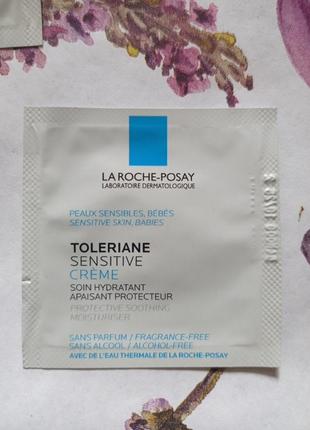 LA ROCHE-POSAY
LABORATOIRE DERMATOLOGIQUE
PEAUX SENSIBLES, BÉBÉS
SENSITIVE SKIN, BABIES
TOLERIANE
SENSITIVE
CRÈME
SOIN HYDRATANT
APAISANT PROTECTEUR
PROTECTIVE SOOTHING
MOISTURISER
SANS PARFUM / FRAGRANCE-FREE
SANS ALCOOL / ALCOHOL-FREE
AVEC DE L'EAU THERMALE DE LA ROCHE-POSAY